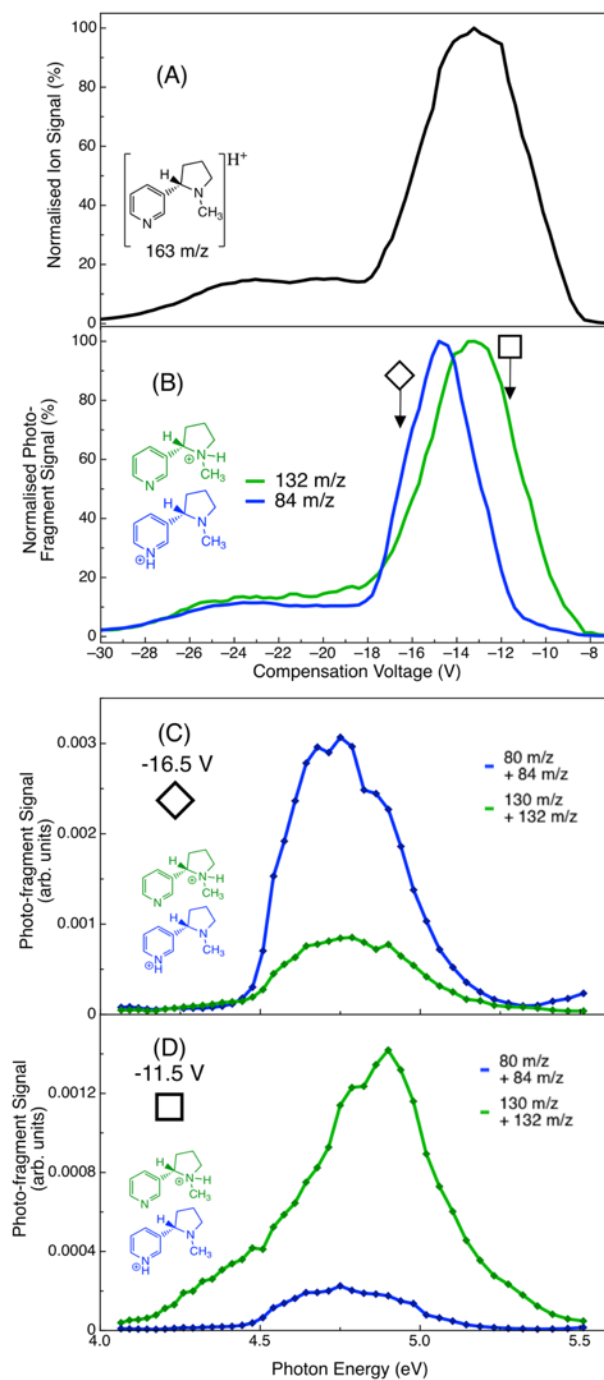 (A)
Normalised Ion Signal (%)
100
80
60
40
20
0
H+
H
N
CH3
N
163 m/z
(B)
Normalised Photo-
Fragment Signal (%)
100
80
60
40
20
0
H
⊕
N-H
CH3
N
132 m/z
84 m/z
H
N
CH3
N
⊕H
−30 −28 −26 −24 −22 −20 −18 −16 −14 −12 −10 −8
Compensation Voltage (V)
(C)
-16.5 V
Photo-fragment Signal
(arb. units)
0.003
0.002
0.001
0
80 m/z
+ 84 m/z
130 m/z
+ 132 m/z
H
⊕
N-H
CH3
N
H
N
CH3
N
⊕H
(D)
-11.5 V
Photo-fragment Signal
(arb. units)
0.0012
0.0008
0.0004
0
80 m/z
+ 84 m/z
130 m/z
+ 132 m/z
H
⊕
N-H
CH3
N
H
N
CH3
N
⊕H
4.0 4.5 5.0 5.5
Photon Energy (eV)